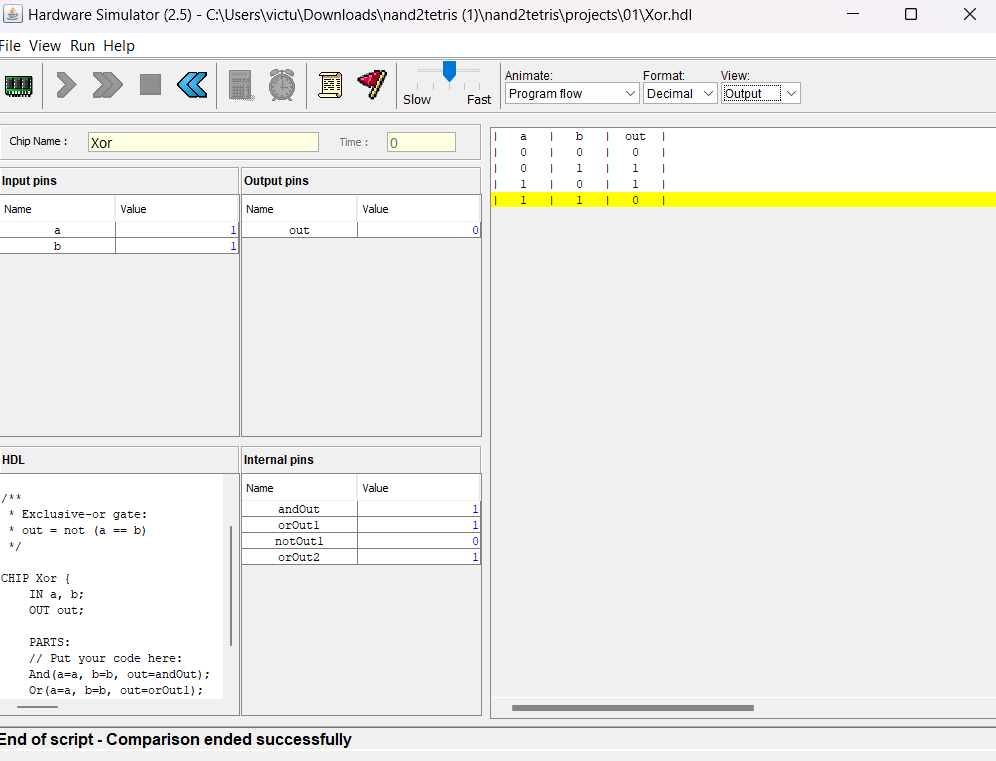 Hardware Simulator (2.5) - C:\Users\victu\Downloads\nand2tetris (1)\nand2tetris\projects\01\Xor.hdl
File View Run Help
Slow Fast
Animate: Format: View:
Program flow Decimal Output
Chip Name : Xor Time : 0
Input pins
Name Value
a 1
b 1
Output pins
Name Value
out 0
HDL
/**
* Exclusive-or gate:
* out = not (a == b)
*/
CHIP Xor {
IN a, b;
OUT out;
PARTS:
// Put your code here:
And(a=a, b=b, out=andOut);
Or(a=a, b=b, out=orOut1);
Internal pins
Name Value
andOut 1
orOut1 1
notOut1 0
orOut2 1
| a | b | out |
| 0 | 0 | 0 |
| 0 | 1 | 1 |
| 1 | 0 | 1 |
| 1 | 1 | 0 |
End of script - Comparison ended successfully